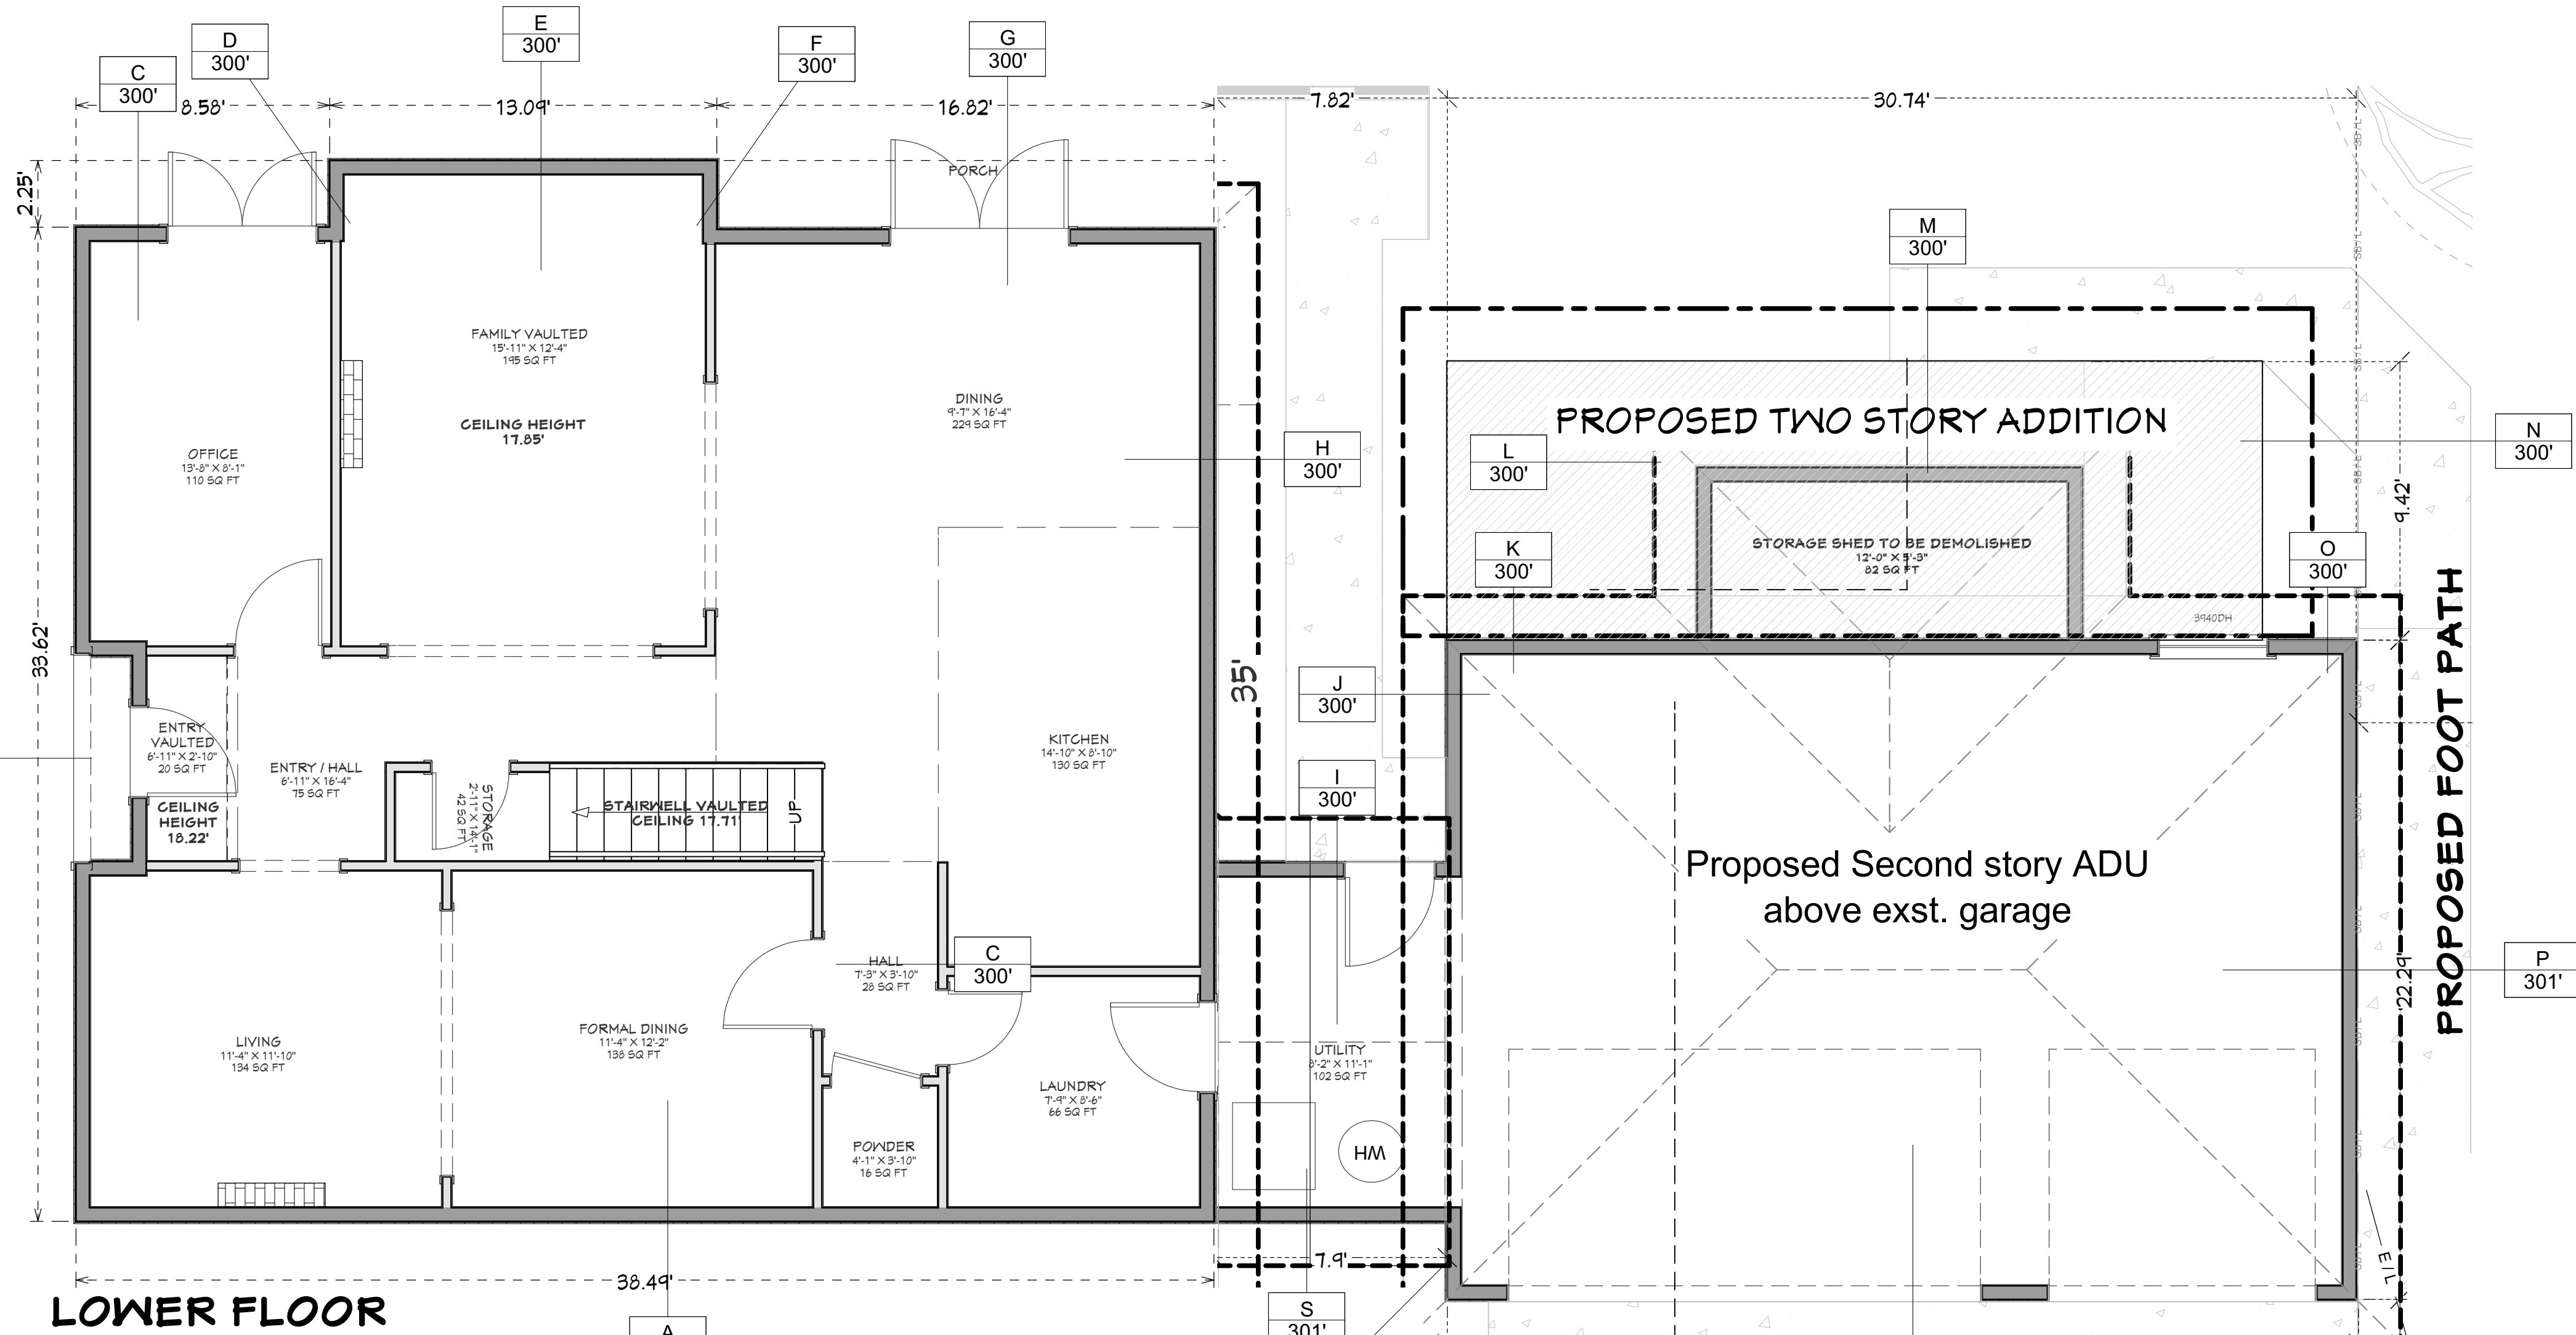 C
300'
D
300'
E
300'
F
300'
G
300'
8.58'
13.09'
16.82'
7.82'
30.74'
2.25'
PORCH
M
300'
FAMILY VAULTED
15'-11" X 12'-4"
195 SQ FT
CEILING HEIGHT
17.85'
DINING
9'-7" X 16'-4"
229 SQ FT
OFFICE
13'-8" X 8'-1"
110 SQ FT
H
300'
PROPOSED TWO STORY ADDITION
L
300'
N
300'
9.42'
K
300'
STORAGE SHED TO BE DEMOLISHED
12'-0" X 5'-3"
82 SQ FT
O
300'
3940DH
33.62'
35'
J
300'
PROPOSED FOOT PATH
ENTRY
VAULTED
6'-11" X 2'-10"
20 SQ FT
CEILING
HEIGHT
18.22'
ENTRY / HALL
6'-11" X 16'-4"
75 SQ FT
KITCHEN
14'-10" X 8'-10"
130 SQ FT
I
300'
STORAGE
2'-11" X 14'-1"
42 SQ FT
STAIRWELL VAULTED
CEILING 17.71'
UP
Proposed Second story ADU
above exst. garage
HALL
7'-3" X 3'-10"
28 SQ FT
C
300'
P
301'
22.29'
LIVING
11'-4" X 11'-10"
134 SQ FT
FORMAL DINING
11'-4" X 12'-2"
138 SQ FT
UTILITY
8'-2" X 11'-1"
102 SQ FT
LAUNDRY
7'-9" X 8'-6"
66 SQ FT
POWDER
4'-1" X 3'-10"
16 SQ FT
WH
7.9'
38.49'
LOWER FLOOR
A
S
301'